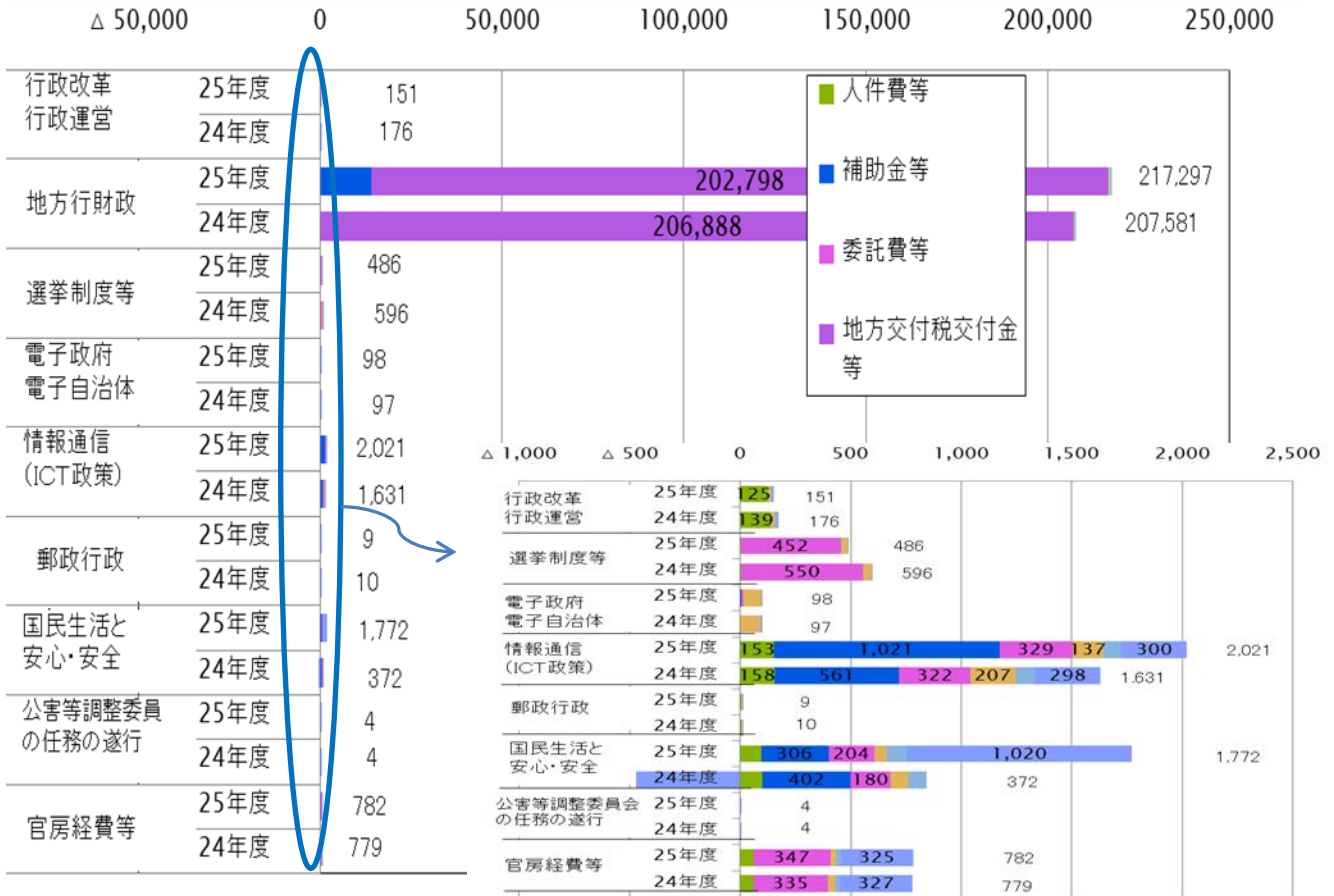 △ 50,000 0 50,000 100,000 150,000 200,000 250,000
行政改革
行政運営
25年度 151
24年度 176
地方行財政
25年度 202,798 217,297
24年度 206,888 207,581
選挙制度等
25年度 486
24年度 596
電子政府
電子自治体
25年度 98
24年度 97
情報通信
(ICT政策)
25年度 2,021
24年度 1,631
郵政行政
25年度 9
24年度 10
国民生活と
安心・安全
25年度 1,772
24年度 372
公害等調整委員
の任務の遂行
25年度 4
24年度 4
官房経費等
25年度 782
24年度 779
人件費等
補助金等
委託費等
地方交付税交付金
等
△ 1,000 △ 500 0 500 1,000 1,500 2,000 2,500
行政改革
行政運営
25年度 125 151
24年度 139 176
選挙制度等
25年度 452 486
24年度 550 596
電子政府
電子自治体
25年度 98
24年度 97
情報通信
(ICT政策)
25年度 153 1,021 329 137 300 2,021
24年度 158 561 322 207 298 1,631
郵政行政
25年度 9
24年度 10
国民生活と
安心・安全
25年度 306 204 1,020 1,772
24年度 402 180 372
公害等調整委員会
の任務の遂行
25年度 4
24年度 4
官房経費等
25年度 347 325 782
24年度 335 327 779